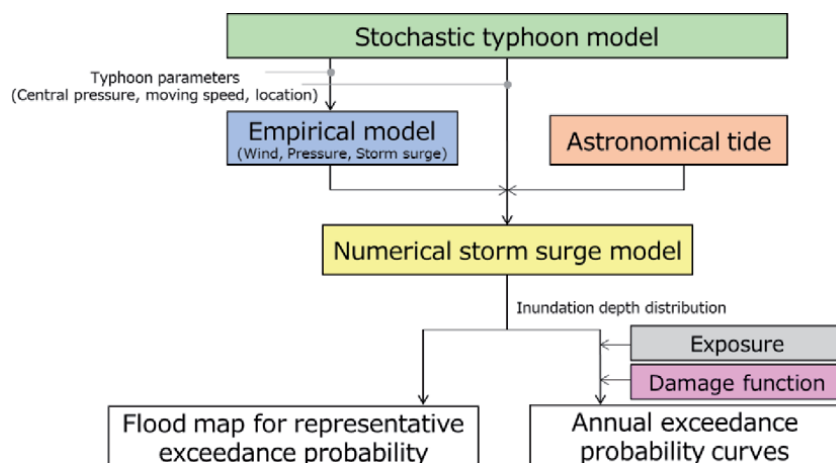 Stochastic typhoon model
Typhoon parameters
(Central pressure, moving speed, location)
Empirical model
(Wind, Pressure, Storm surge)
Astronomical tide
Numerical storm surge model
Inundation depth distribution
Exposure
Damage function
Flood map for representative
exceedance probability
Annual exceedance
probability curves